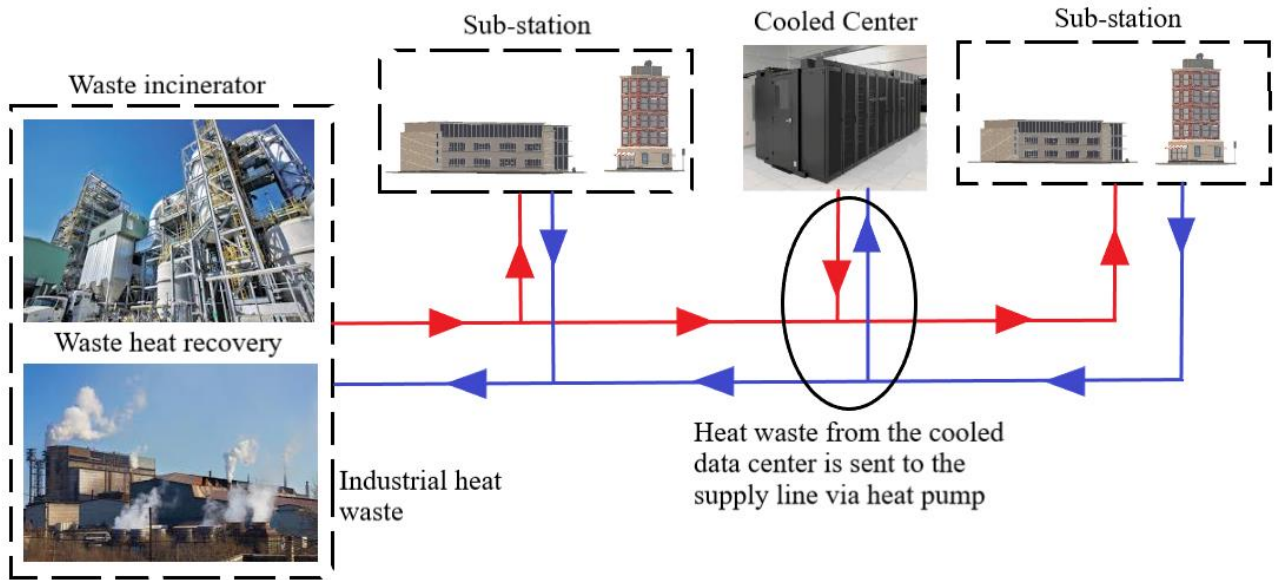 Sub-station
Cooled Center
Sub-station
Waste incinerator
Waste heat recovery
Industrial heat
waste
Heat waste from the cooled
data center is sent to the
supply line via heat pump